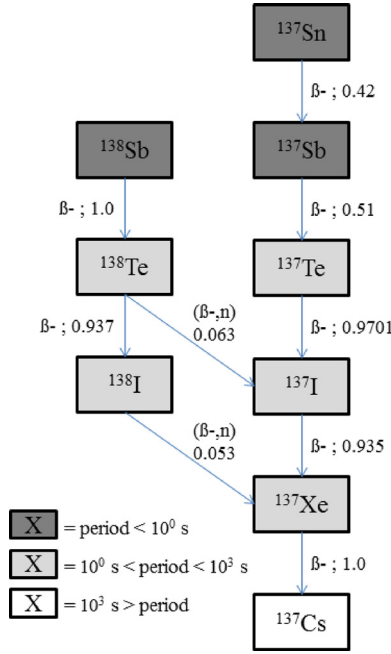 ¹³⁷Sn
ß- ; 0.42
¹³⁸Sb
¹³⁷Sb
ß- ; 1.0
ß- ; 0.51
¹³⁸Te
¹³⁷Te
(ß-,n)
0.063
ß- ; 0.937
ß- ; 0.9701
¹³⁸I
¹³⁷I
(ß-,n)
0.053
ß- ; 0.935
¹³⁷Xe
X = period < 10⁰ s
X = 10⁰ s < period < 10³ s
ß- ; 1.0
X = 10³ s > period
¹³⁷Cs